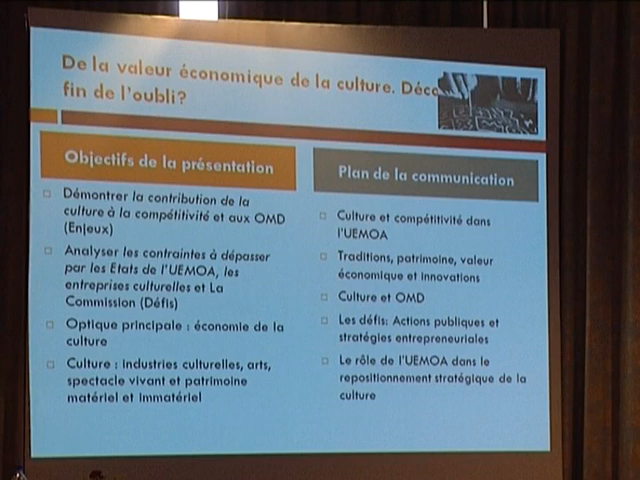 De la valeur économique de la culture.
fin de l'oubli?
Objectifs de la présentation
Démontrer la contribution de la
culture à la compétitivité et aux OMD
(Enjeux)
Analyser les contraintes à dépasser
par les Etats de l'UEMOA, les
entreprises culturelles et La
Commission (Défis)
Optique principale : économie de la
culture
Culture : industries culturelles, arts,
spectacle vivant et patrimoine
matériel et immatériel
Plan de la communication
Culture et compétitivité dans
l'UEMOA
Traditions, patrimoine, valeur
économique et innovations
Culture et OMD
Les défis: Actions publiques et
stratégies entrepreneuriales
Le rôle de l'UEMOA dans le
repositionnement stratégique de la
culture